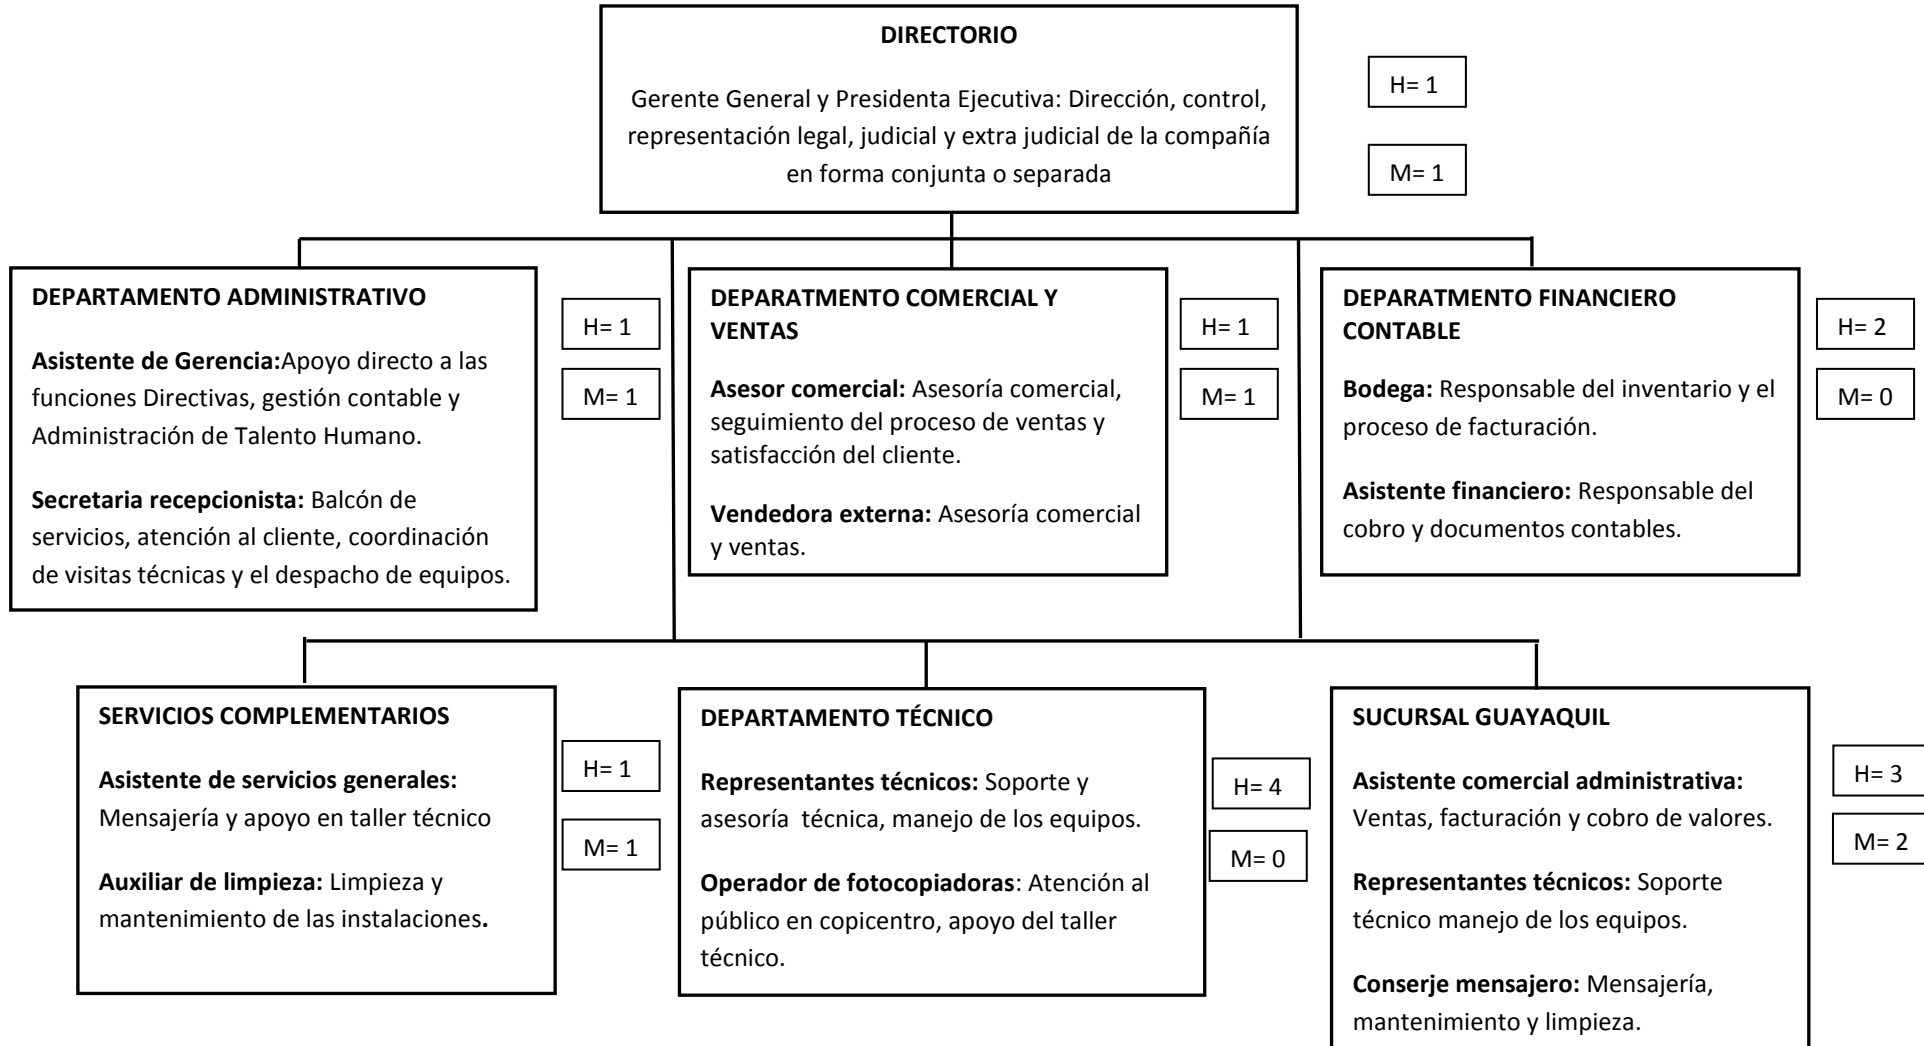 DIRECTORIO
Gerente General y Presidenta Ejecutiva: Dirección, control,
representación legal, judicial y extra judicial de la compañía
en forma conjunta o separada
H= 1
M= 1
DEPARTAMENTO ADMINISTRATIVO
Asistente de Gerencia:Apoyo directo a las
funciones Directivas, gestión contable y
Administración de Talento Humano.
Secretaria recepcionista: Balcón de
servicios, atención al cliente, coordinación
de visitas técnicas y el despacho de equipos.
H= 1
M= 1
DEPARATMENTO COMERCIAL Y
VENTAS
Asesor comercial: Asesoría comercial,
seguimiento del proceso de ventas y
satisfacción del cliente.
Vendedora externa: Asesoría comercial
y ventas.
H= 1
M= 1
DEPARATMENTO FINANCIERO
CONTABLE
Bodega: Responsable del inventario y el
proceso de facturación.
Asistente financiero: Responsable del
cobro y documentos contables.
H= 2
M= 0
SERVICIOS COMPLEMENTARIOS
Asistente de servicios generales:
Mensajería y apoyo en taller técnico
Auxiliar de limpieza: Limpieza y
mantenimiento de las instalaciones.
H= 1
M= 1
DEPARTAMENTO TÉCNICO
Representantes técnicos: Soporte y
asesoría  técnica, manejo de los equipos.
Operador de fotocopiadoras: Atención al
público en copicentro, apoyo del taller
técnico.
H= 4
M= 0
SUCURSAL GUAYAQUIL
Asistente comercial administrativa:
Ventas, facturación y cobro de valores.
Representantes técnicos: Soporte
técnico manejo de los equipos.
Conserje mensajero: Mensajería,
mantenimiento y limpieza.
H= 3
M= 2